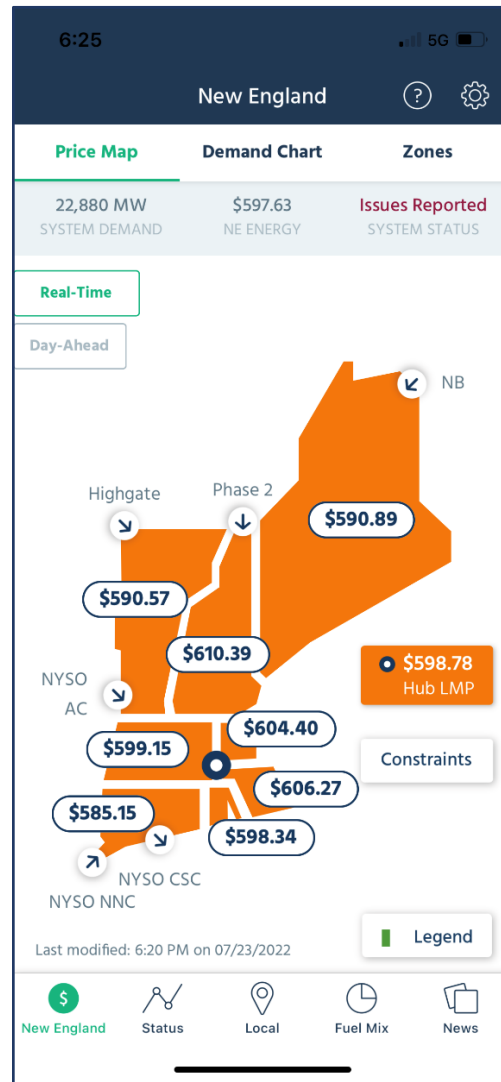 6:25
5G
New England
?
Price Map
Demand Chart
Zones
22,880 MW
$597.63
Issues Reported
SYSTEM DEMAND
NE ENERGY
SYSTEM STATUS
Real-Time
Day-Ahead
NB
Highgate
Phase 2
$590.89
$590.57
$610.39
$598.78
Hub LMP
NYSO
AC
$604.40
$599.15
Constraints
$606.27
$585.15
$598.34
NYSO CSC
NYSO NNC
Legend
Last modified: 6:20 PM on 07/23/2022
$
New England
Status
Local
Fuel Mix
News